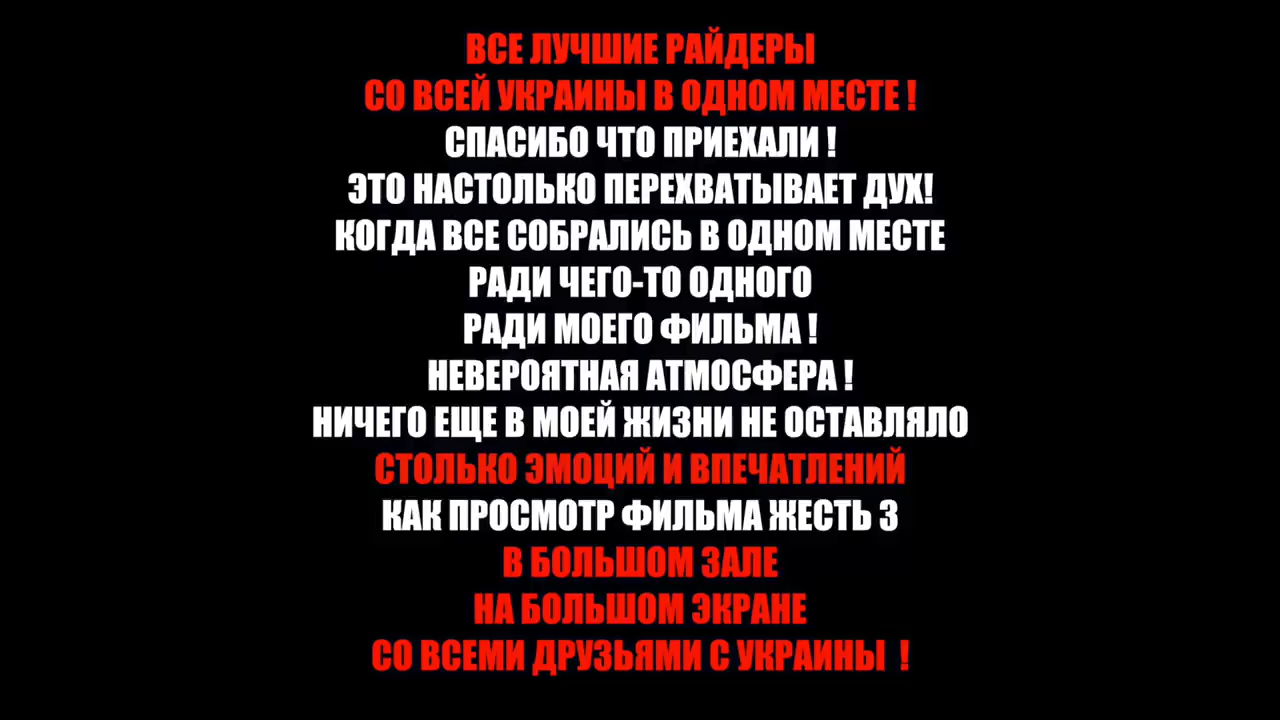 ВСЕ ЛУЧШИЕ РАЙДЕРЫ
СО ВСЕЙ УКРАИНЫ В ОДНОМ МЕСТЕ !
СПАСИБО ЧТО ПРИЕХАЛИ !
ЭТО НАСТОЛЬКО ПЕРЕХВАТЫВАЕТ ДУХ!
КОГДА ВСЕ СОБРАЛИСЬ В ОДНОМ МЕСТЕ
РАДИ ЧЕГО-ТО ОДНОГО
РАДИ МОЕГО ФИЛЬМА !
НЕВЕРОЯТНАЯ АТМОСФЕРА !
НИЧЕГО ЕЩЕ В МОЕЙ ЖИЗНИ НЕ ОСТАВЛЯЛО
СТОЛЬКО ЭМОЦИЙ И ВПЕЧАТЛЕНИЙ
КАК ПРОСМОТР ФИЛЬМА ЖЕСТЬ 3
В БОЛЬШОМ ЗАЛЕ
НА БОЛЬШОМ ЭКРАНЕ
СО ВСЕМИ ДРУЗЬЯМИ С УКРАИНЫ !